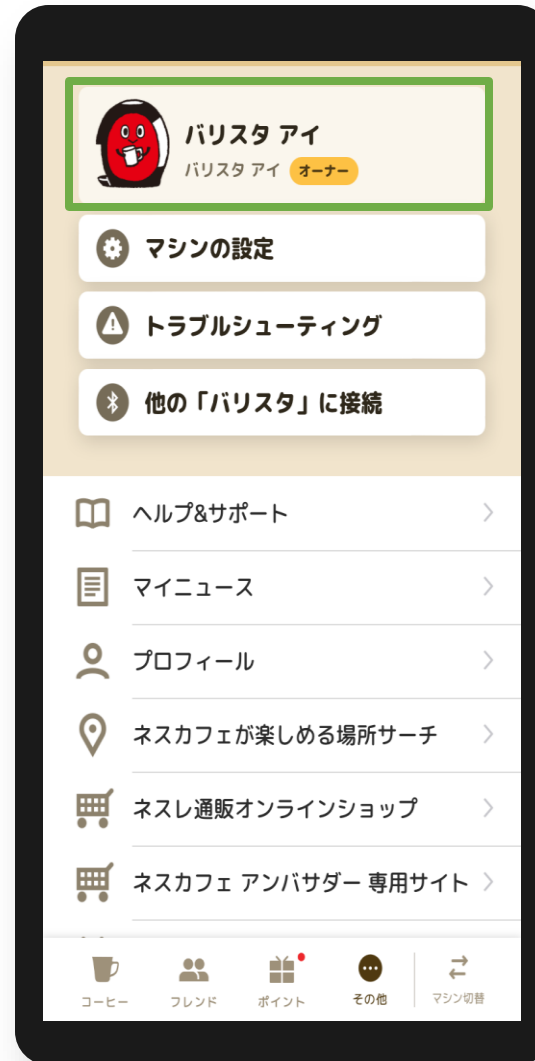 バリスタ アイ
バリスタ アイ オーナー
マシンの設定
トラブルシューティング
他の「バリスタ」に接続
ヘルプ&サポート
マイニュース
プロフィール
ネスカフェが楽しめる場所サーチ
ネスレ通販オンラインショップ
ネスカフェ アンバサダー 専用サイト
コーヒー フレンド ポイント その他 マシン切替